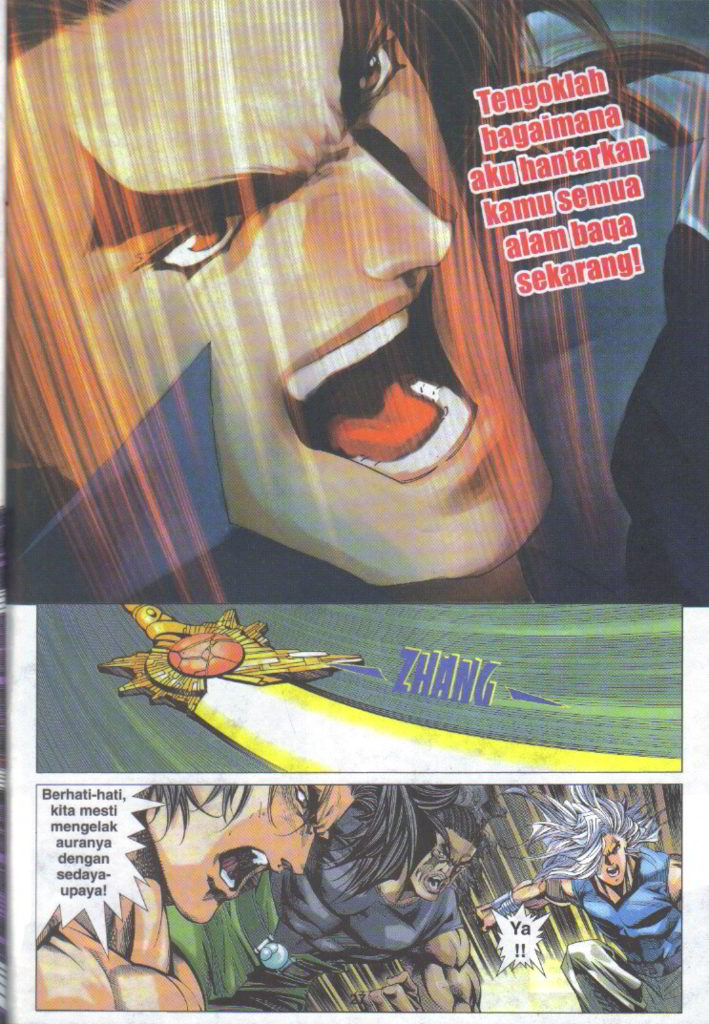 Tengoklah
bagaimana
aku hantarkan
kamu semua
alam baqa
sekarang!
ZHANG
Berhati-hati,
kita mesti
mengelak
auranya
dengan
sedaya-
upaya!
Ya
!!
27